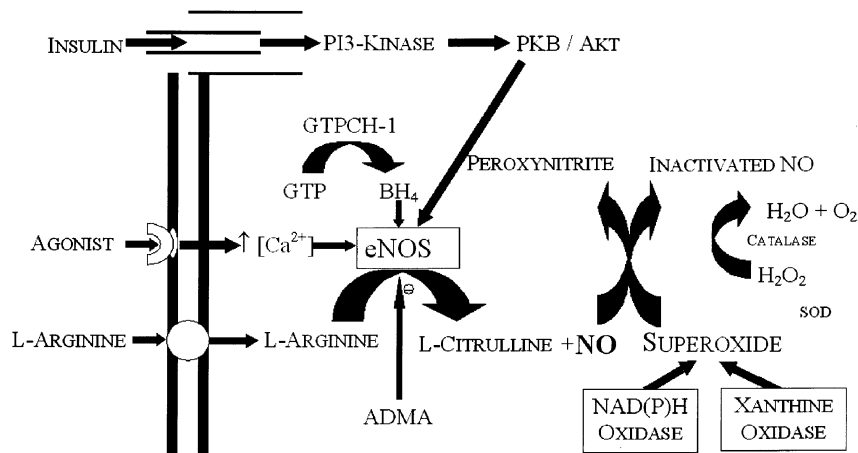 INSULIN
PI3-KINASE
PKB / AKT
GTPCH-1
PEROXYNITRITE
INACTIVATED NO
GTP
BH₄
H₂O + O₂
CATALASE
AGONIST
↑ [Ca²⁺]
eNOS
H₂O₂
⊖
SOD
L-ARGININE
L-ARGININE
L-CITRULLINE + NO
SUPEROXIDE
ADMA
NAD(P)H
OXIDASE
XANTHINE
OXIDASE